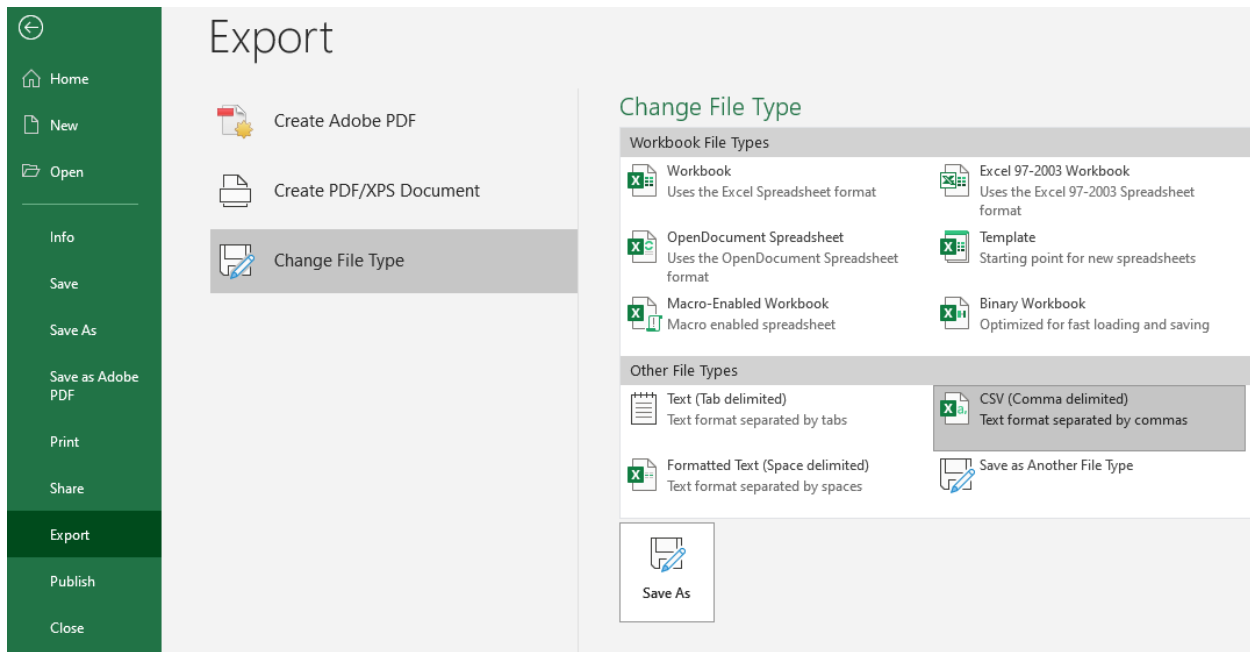 Home
New
Open
Info
Save
Save As
Save as Adobe
PDF
Print
Share
Export
Publish
Close
Export
Create Adobe PDF
Create PDF/XPS Document
Change File Type
Change File Type
Workbook File Types
Workbook
Uses the Excel Spreadsheet format
Excel 97-2003 Workbook
Uses the Excel 97-2003 Spreadsheet
format
OpenDocument Spreadsheet
Uses the OpenDocument Spreadsheet
format
Template
Starting point for new spreadsheets
Macro-Enabled Workbook
Macro enabled spreadsheet
Binary Workbook
Optimized for fast loading and saving
Other File Types
Text (Tab delimited)
Text format separated by tabs
CSV (Comma delimited)
Text format separated by commas
Formatted Text (Space delimited)
Text format separated by spaces
Save as Another File Type
Save As